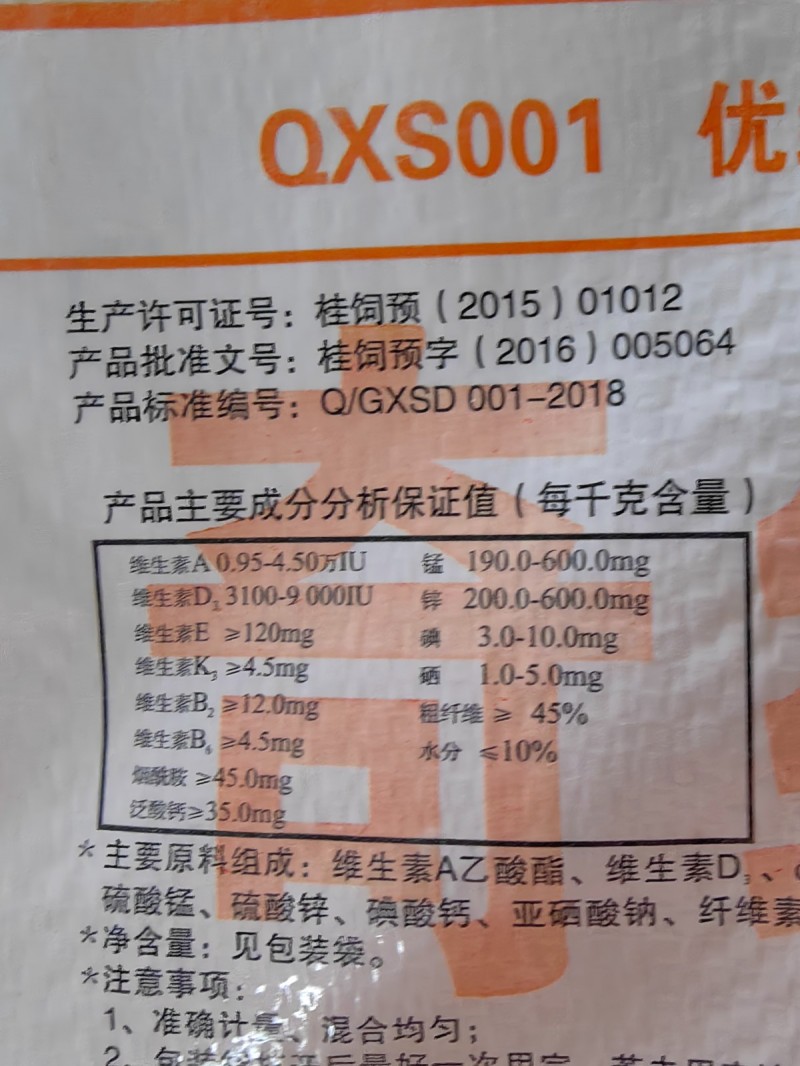 QXS001 优
生产许可证号：桂饲预（2015）01012
产品批准文号：桂饲预字（2016）005064
产品标准编号：Q/GXSD 001-2018
产品主要成分分析保证值（每千克含量）
维生素A 0.95-4.50万IU 锰 190.0-600.0mg
维生素D₃ 3100-9 000IU 锌 200.0-600.0mg
维生素E ≥120mg 碘 3.0-10.0mg
维生素K₃ ≥4.5mg 硒 1.0-5.0mg
维生素B₂ ≥12.0mg 粗纤维 ≥ 45%
维生素B₆ ≥4.5mg 水分 ≤10%
烟酰胺 ≥45.0mg
泛酸钙≥35.0mg
*主要原料组成：维生素A乙酸酯、维生素D₃、
硫酸锰、硫酸锌、碘酸钙、亚硒酸钠、纤维素
*净含量：见包装袋。
*注意事项：
1、准确计量、混合均匀；
2、